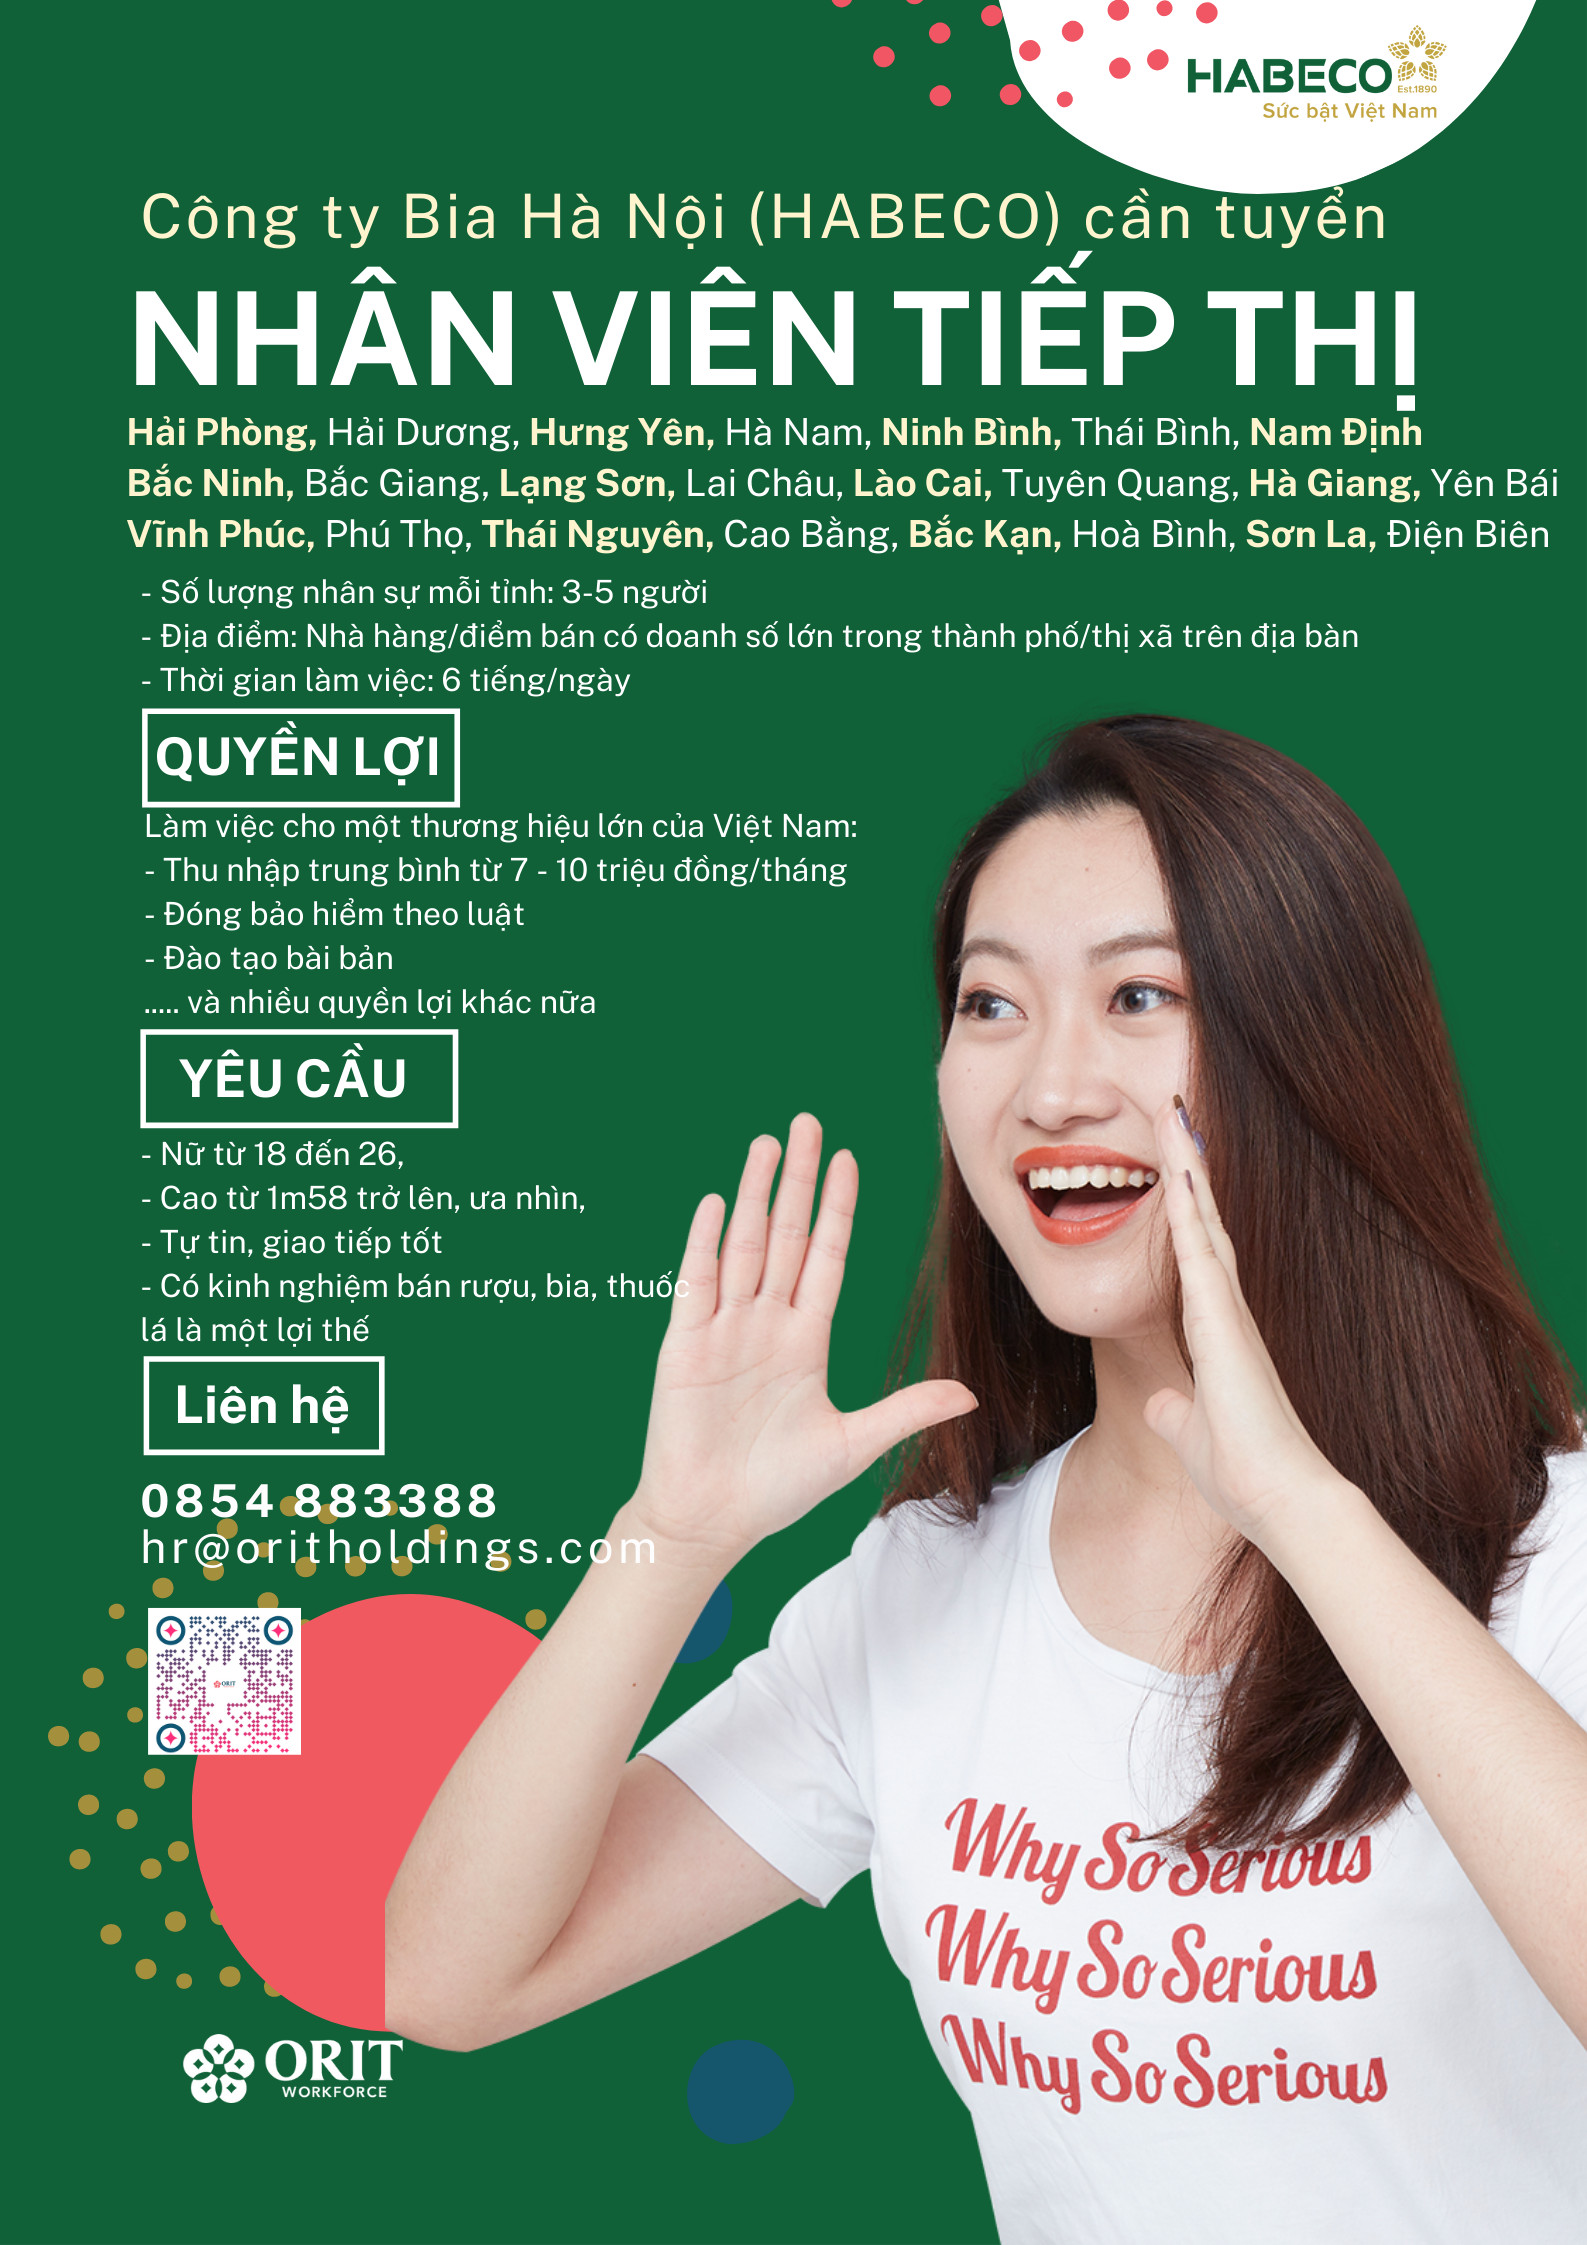 HABECO
Est.1890
Sức bật Việt Nam
Công ty Bia Hà Nội (HABECO) cần tuyển
NHÂN VIÊN TIẾP THỊ
Hải Phòng, Hải Dương, Hưng Yên, Hà Nam, Ninh Bình, Thái Bình, Nam Định
Bắc Ninh, Bắc Giang, Lạng Sơn, Lai Châu, Lào Cai, Tuyên Quang, Hà Giang, Yên Bái
Vĩnh Phúc, Phú Thọ, Thái Nguyên, Cao Bằng, Bắc Kạn, Hoà Bình, Sơn La, Điện Biên
- Số lượng nhân sự mỗi tỉnh: 3-5 người
- Địa điểm: Nhà hàng/điểm bán có doanh số lớn trong thành phố/thị xã trên địa bàn
- Thời gian làm việc: 6 tiếng/ngày
QUYỀN LỢI
Làm việc cho một thương hiệu lớn của Việt Nam:
- Thu nhập trung bình từ 7 - 10 triệu đồng/tháng
- Đóng bảo hiểm theo luật
- Đào tạo bài bản
..... và nhiều quyền lợi khác nữa
YÊU CẦU
- Nữ từ 18 đến 26,
- Cao từ 1m58 trở lên, ưa nhìn,
- Tự tin, giao tiếp tốt
- Có kinh nghiệm bán rượu, bia, thuốc
lá là một lợi thế
Liên hệ
0854 883388
hr@oritholdings.com
ORIT
Why So Serious
Why So Serious
Why So Serious
ORIT
WORKFORCE